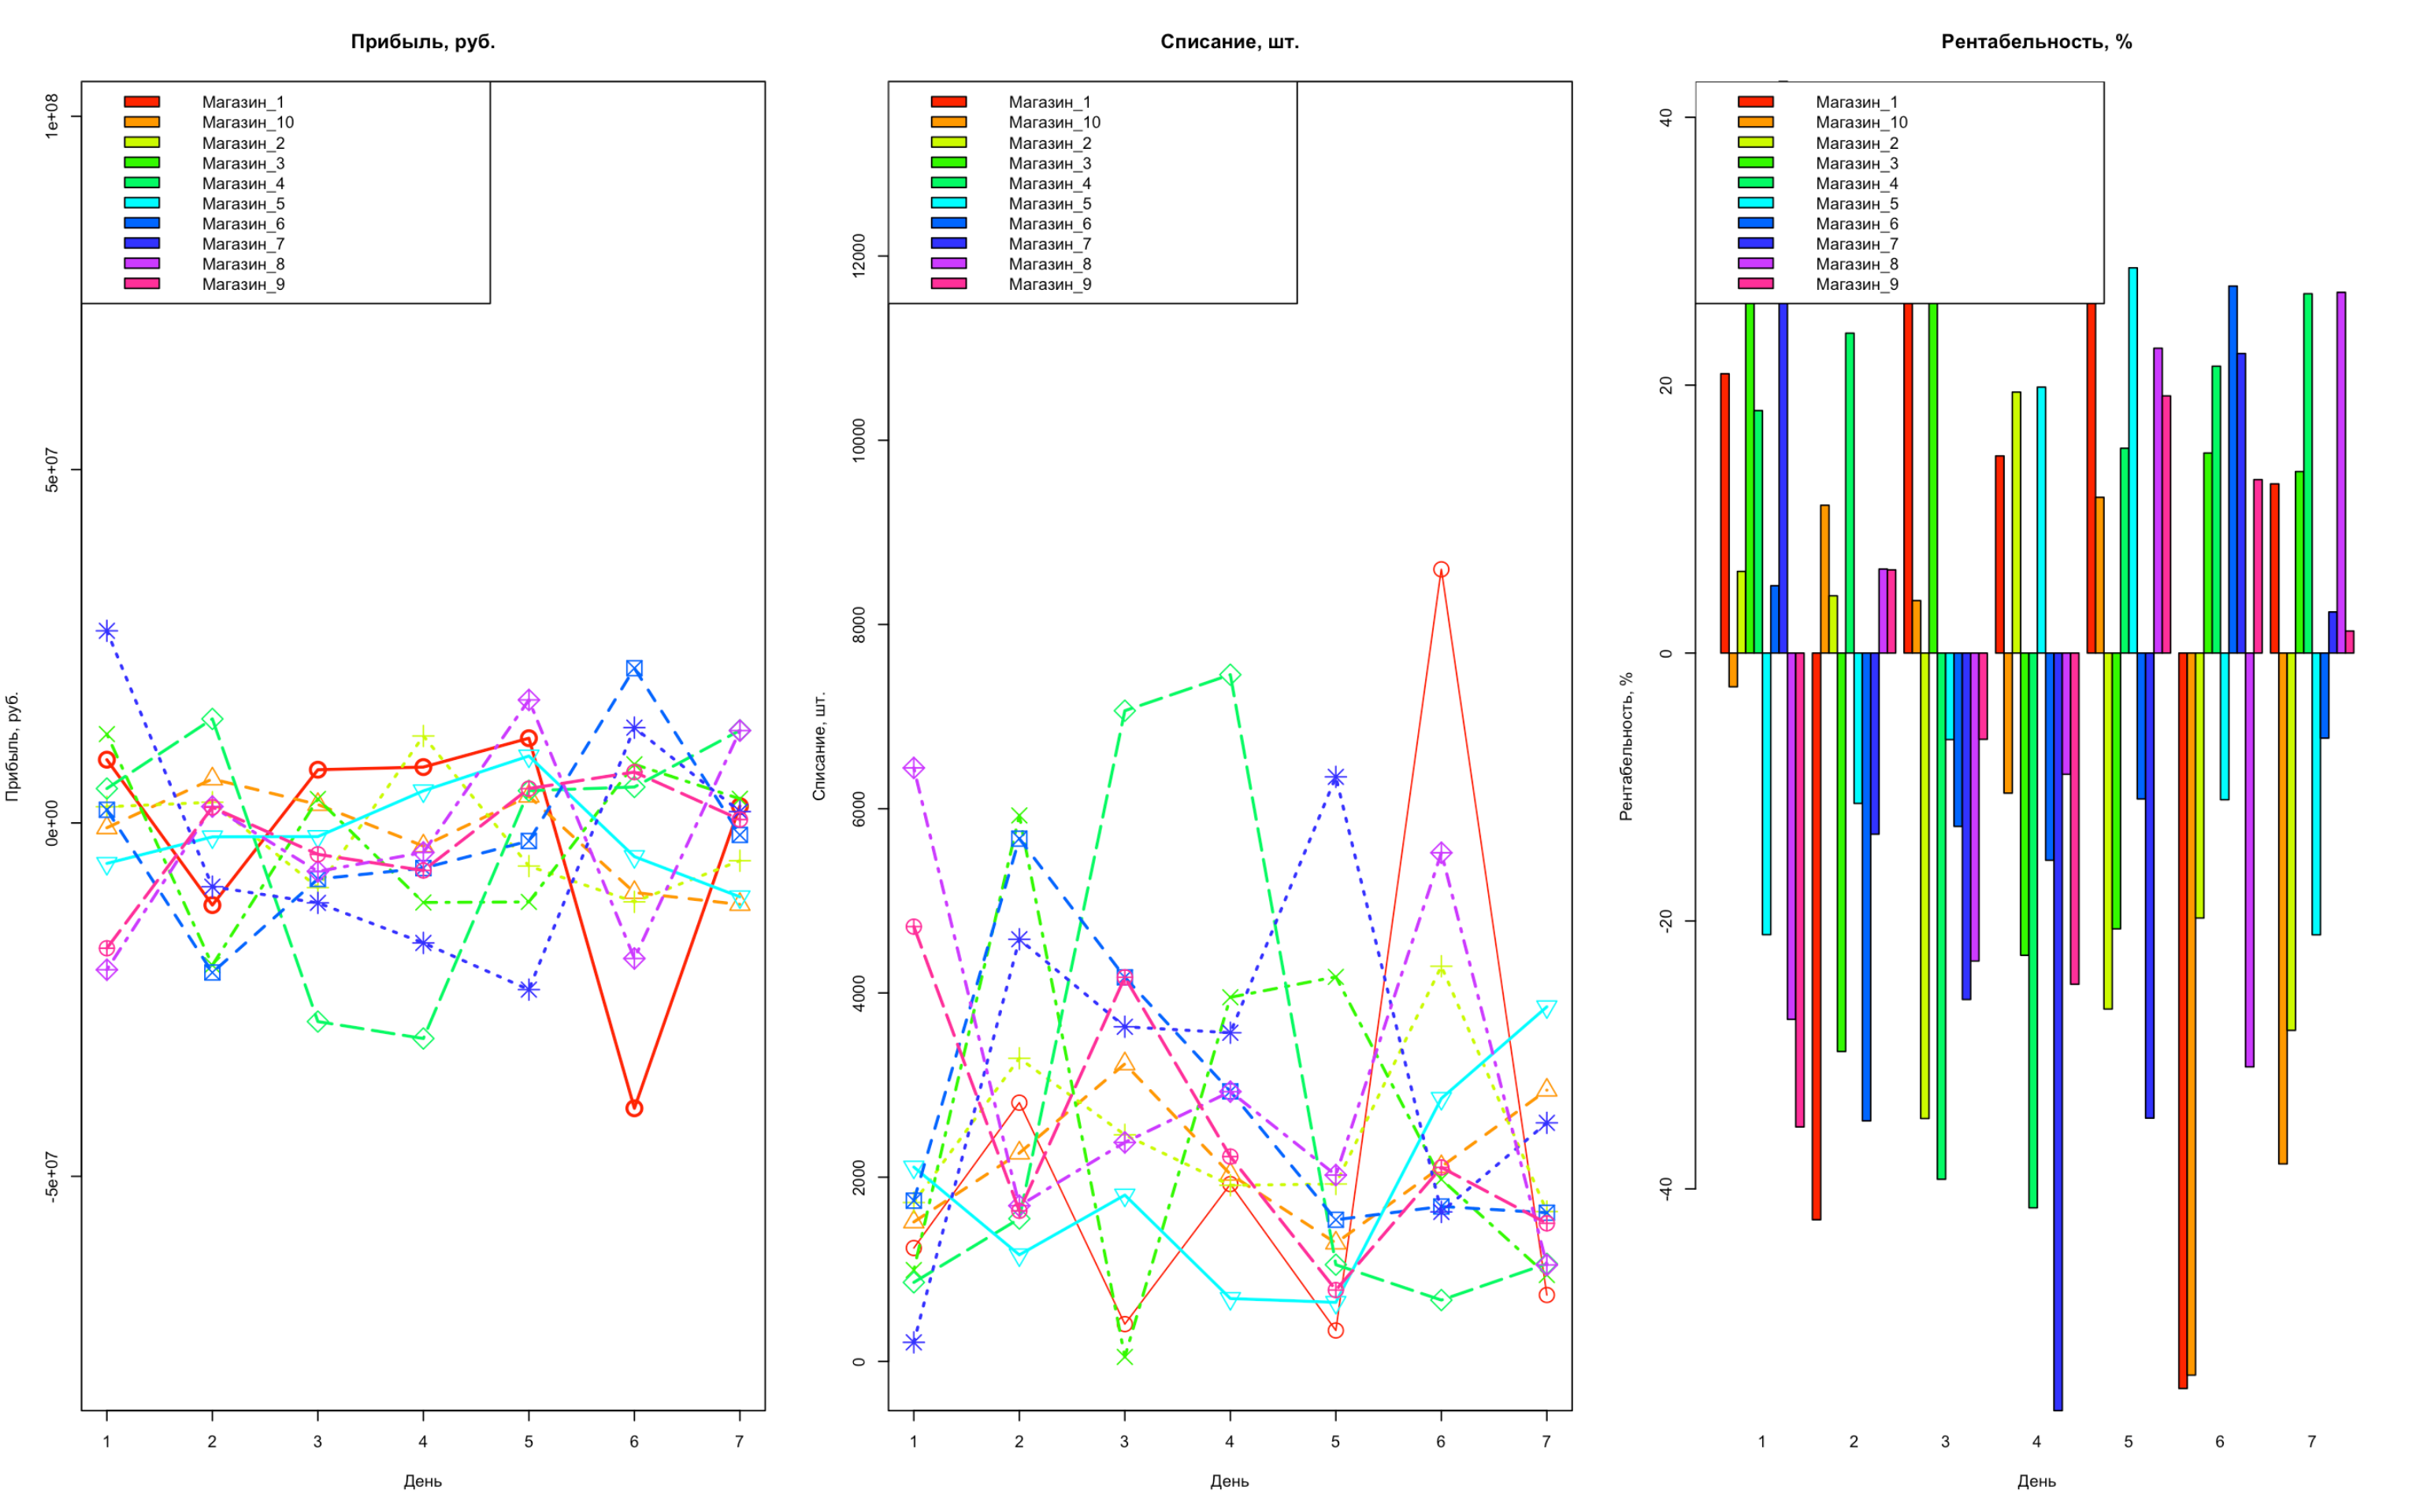 Прибыль, руб.
Магазин_1
Магазин_10
Магазин_2
Магазин_3
Магазин_4
Магазин_5
Магазин_6
Магазин_7
Магазин_8
Магазин_9
1e+08
5e+07
0e+00
-5e+07
Прибыль, руб.
1 2 3 4 5 6 7
День
Списание, шт.
Магазин_1
Магазин_10
Магазин_2
Магазин_3
Магазин_4
Магазин_5
Магазин_6
Магазин_7
Магазин_8
Магазин_9
12000
10000
8000
6000
4000
2000
0
Списание, шт.
1 2 3 4 5 6 7
День
Рентабельность, %
Магазин_1
Магазин_10
Магазин_2
Магазин_3
Магазин_4
Магазин_5
Магазин_6
Магазин_7
Магазин_8
Магазин_9
40
20
0
-20
-40
Рентабельность, %
1 2 3 4 5 6 7
День